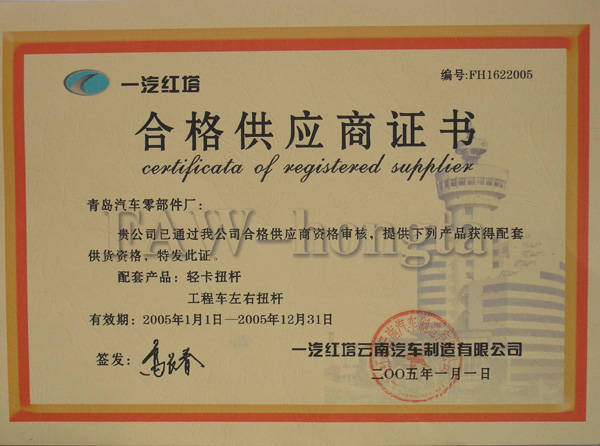 一汽红塔
编号:FH1622005
合格供应商证书
certificata of registered supplier
青岛汽车零部件厂:
贵公司已通过我公司合格供应商资格审核，提供下列产品获得配套
供货资格，特发此证。
配套产品：轻卡扭杆
工程车左右扭杆
有效期：2005年1月1日—2005年12月31日
FAW-hongta
签发：
一汽红塔云南汽车制造有限公司
二〇〇五年一月一日